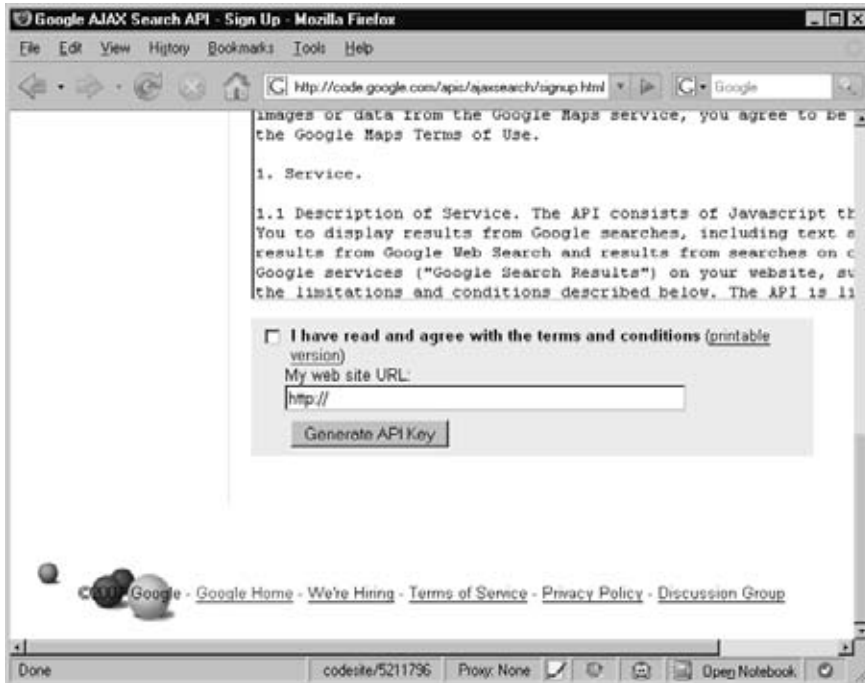 Google AJAX Search API - Sign Up - Mozilla Firefox
File Edit View History Bookmarks Tools Help
http://code.google.com/apis/ajaxsearch/signup.html Google
images or data from the Google Maps service, you agree to be
the Google Maps Terms of Use.
1. Service.
1.1 Description of Service. The API consists of Javascript th
You to display results from Google searches, including text s
results from Google Web Search and results from searches on o
Google services ("Google Search Results") on your website, su
the limitations and conditions described below. The API is li
I have read and agree with the terms and conditions (printable
version)
My web site URL:
http://
Generate API Key
©2007 Google - Google Home - We're Hiring - Terms of Service - Privacy Policy - Discussion Group
Done codesite/5211796 Proxy: None Open Notebook